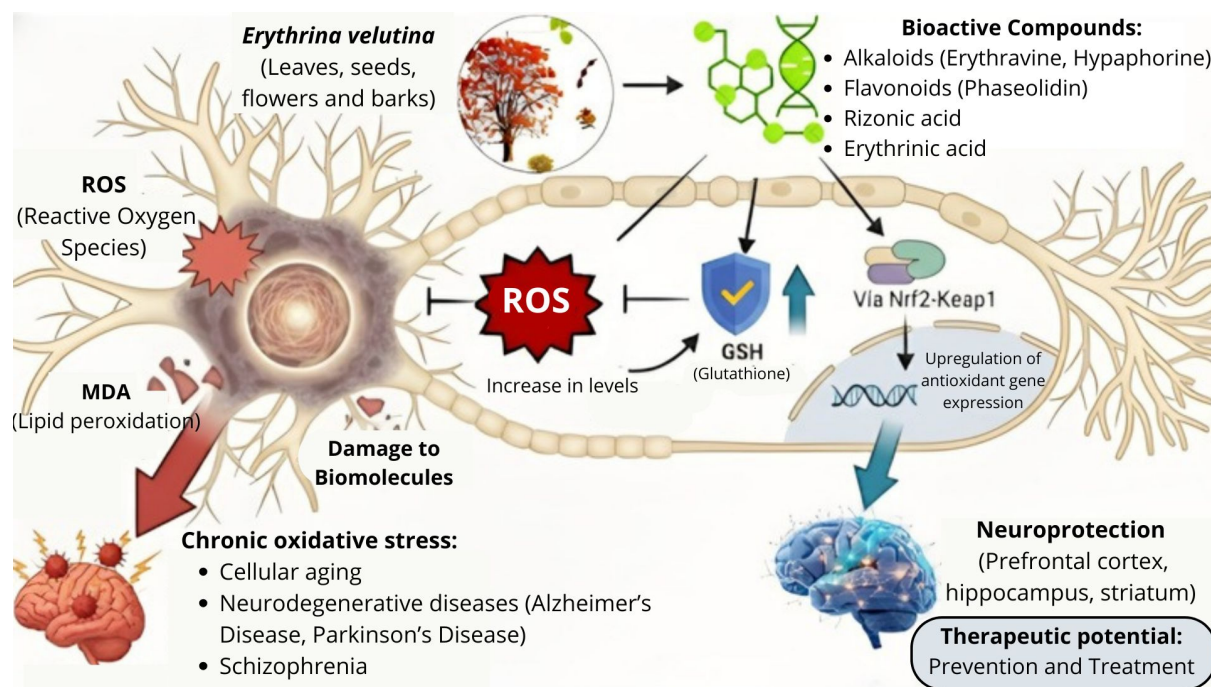 Erythrina velutina
(Leaves, seeds,
flowers and barks)
Bioactive Compounds:
• Alkaloids (Erythravine, Hypaphorine)
• Flavonoids (Phaseolidin)
• Rizonic acid
• Erythrinic acid
ROS
(Reactive Oxygen
Species)
ROS
GSH
(Glutathione)
Increase in levels
Vía Nrf2-Keap1
Upregulation of
antioxidant gene
expression
MDA
(Lipid peroxidation)
Damage to
Biomolecules
Chronic oxidative stress:
• Cellular aging
• Neurodegenerative diseases (Alzheimer's
Disease, Parkinson's Disease)
• Schizophrenia
Neuroprotection
(Prefrontal cortex,
hippocampus, striatum)
Therapeutic potential:
Prevention and Treatment